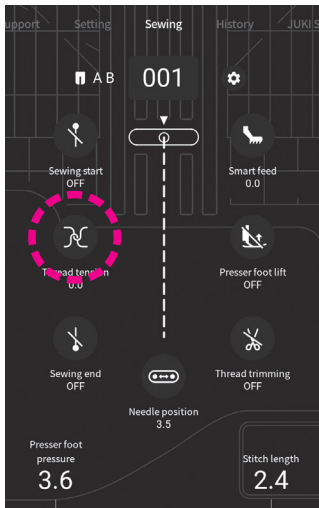 upport Setting Sewing History JUKI S
A B 001
Sewing start
OFF
Smart feed
0.0
Thread tension
0.0
Presser foot lift
OFF
Sewing end
OFF
Thread trimming
OFF
Needle position
3.5
Presser foot
pressure
3.6
Stitch length
2.4